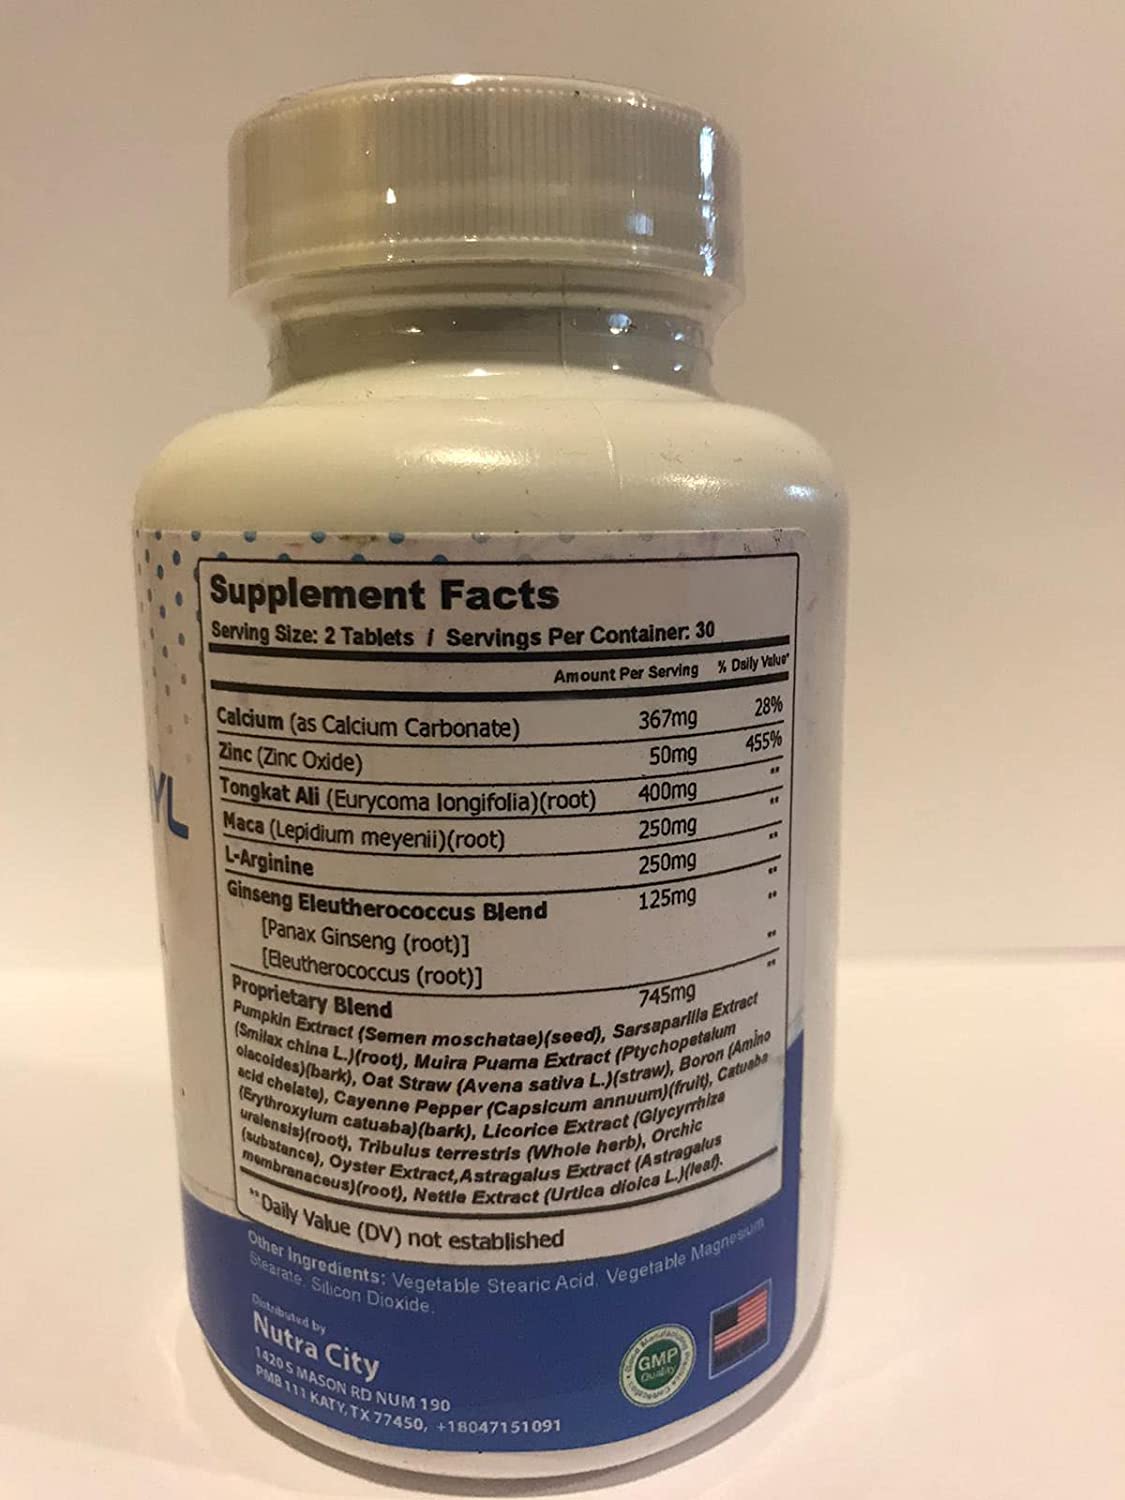 Supplement Facts
Serving Size: 2 Tablets / Servings Per Container: 30
Amount Per Serving % Daily Value*
Calcium (as Calcium Carbonate) 367mg 28%
Zinc (Zinc Oxide) 50mg 455%
Tongkat Ali (Eurycoma longifolia)(root) 400mg **
Maca (Lepidium meyenii)(root) 250mg **
L-Arginine 250mg **
Ginseng Eleutherococcus Blend 125mg **
[Panax Ginseng (root)] **
[Eleutherococcus (root)] **
Proprietary Blend 745mg **
Pumpkin Extract (Semen moschatae)(seed), Sarsaparilla Extract
(Smilax china L.)(root), Muira Puama Extract (Ptychopetalum
olacoides)(bark), Oat Straw (Avena sativa L.)(straw), Boron (Amino
acid chelate), Cayenne Pepper (Capsicum annuum)(fruit), Catuaba
(Erythroxylum catuaba)(bark), Licorice Extract (Glycyrrhiza
uralensis)(root), Tribulus terrestris (Whole herb), Orchic
(substance), Oyster Extract,Astragalus Extract (Astragalus
membranaceus)(root), Nettle Extract (Urtica dioica L.)(leaf).
**Daily Value (DV) not established
Other Ingredients: Vegetable Stearic Acid, Vegetable Magnesium
Stearate, Silicon Dioxide.
Distributed by
Nutra City
1420 S MASON RD NUM 190
PMB 111 KATY, TX 77450, +18047151091
GMP
Quality
YL